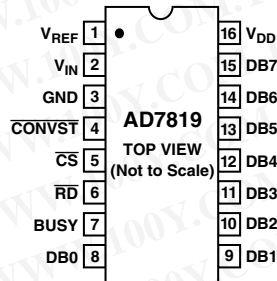 VREF 1
VIN 2
GND 3
CONVST 4
CS 5
RD 6
BUSY 7
DB0 8
AD7819
TOP VIEW
(Not to Scale)
16 VDD
15 DB7
14 DB6
13 DB5
12 DB4
11 DB3
10 DB2
9 DB1